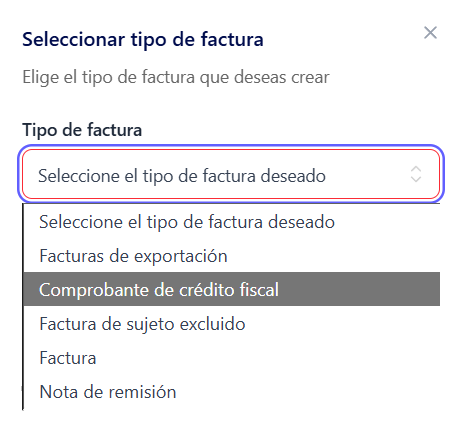 Seleccionar tipo de factura
Elige el tipo de factura que deseas crear
Tipo de factura
Seleccione el tipo de factura deseado
Seleccione el tipo de factura deseado
Facturas de exportación
Comprobante de crédito fiscal
Factura de sujeto excluido
Factura
Nota de remisión